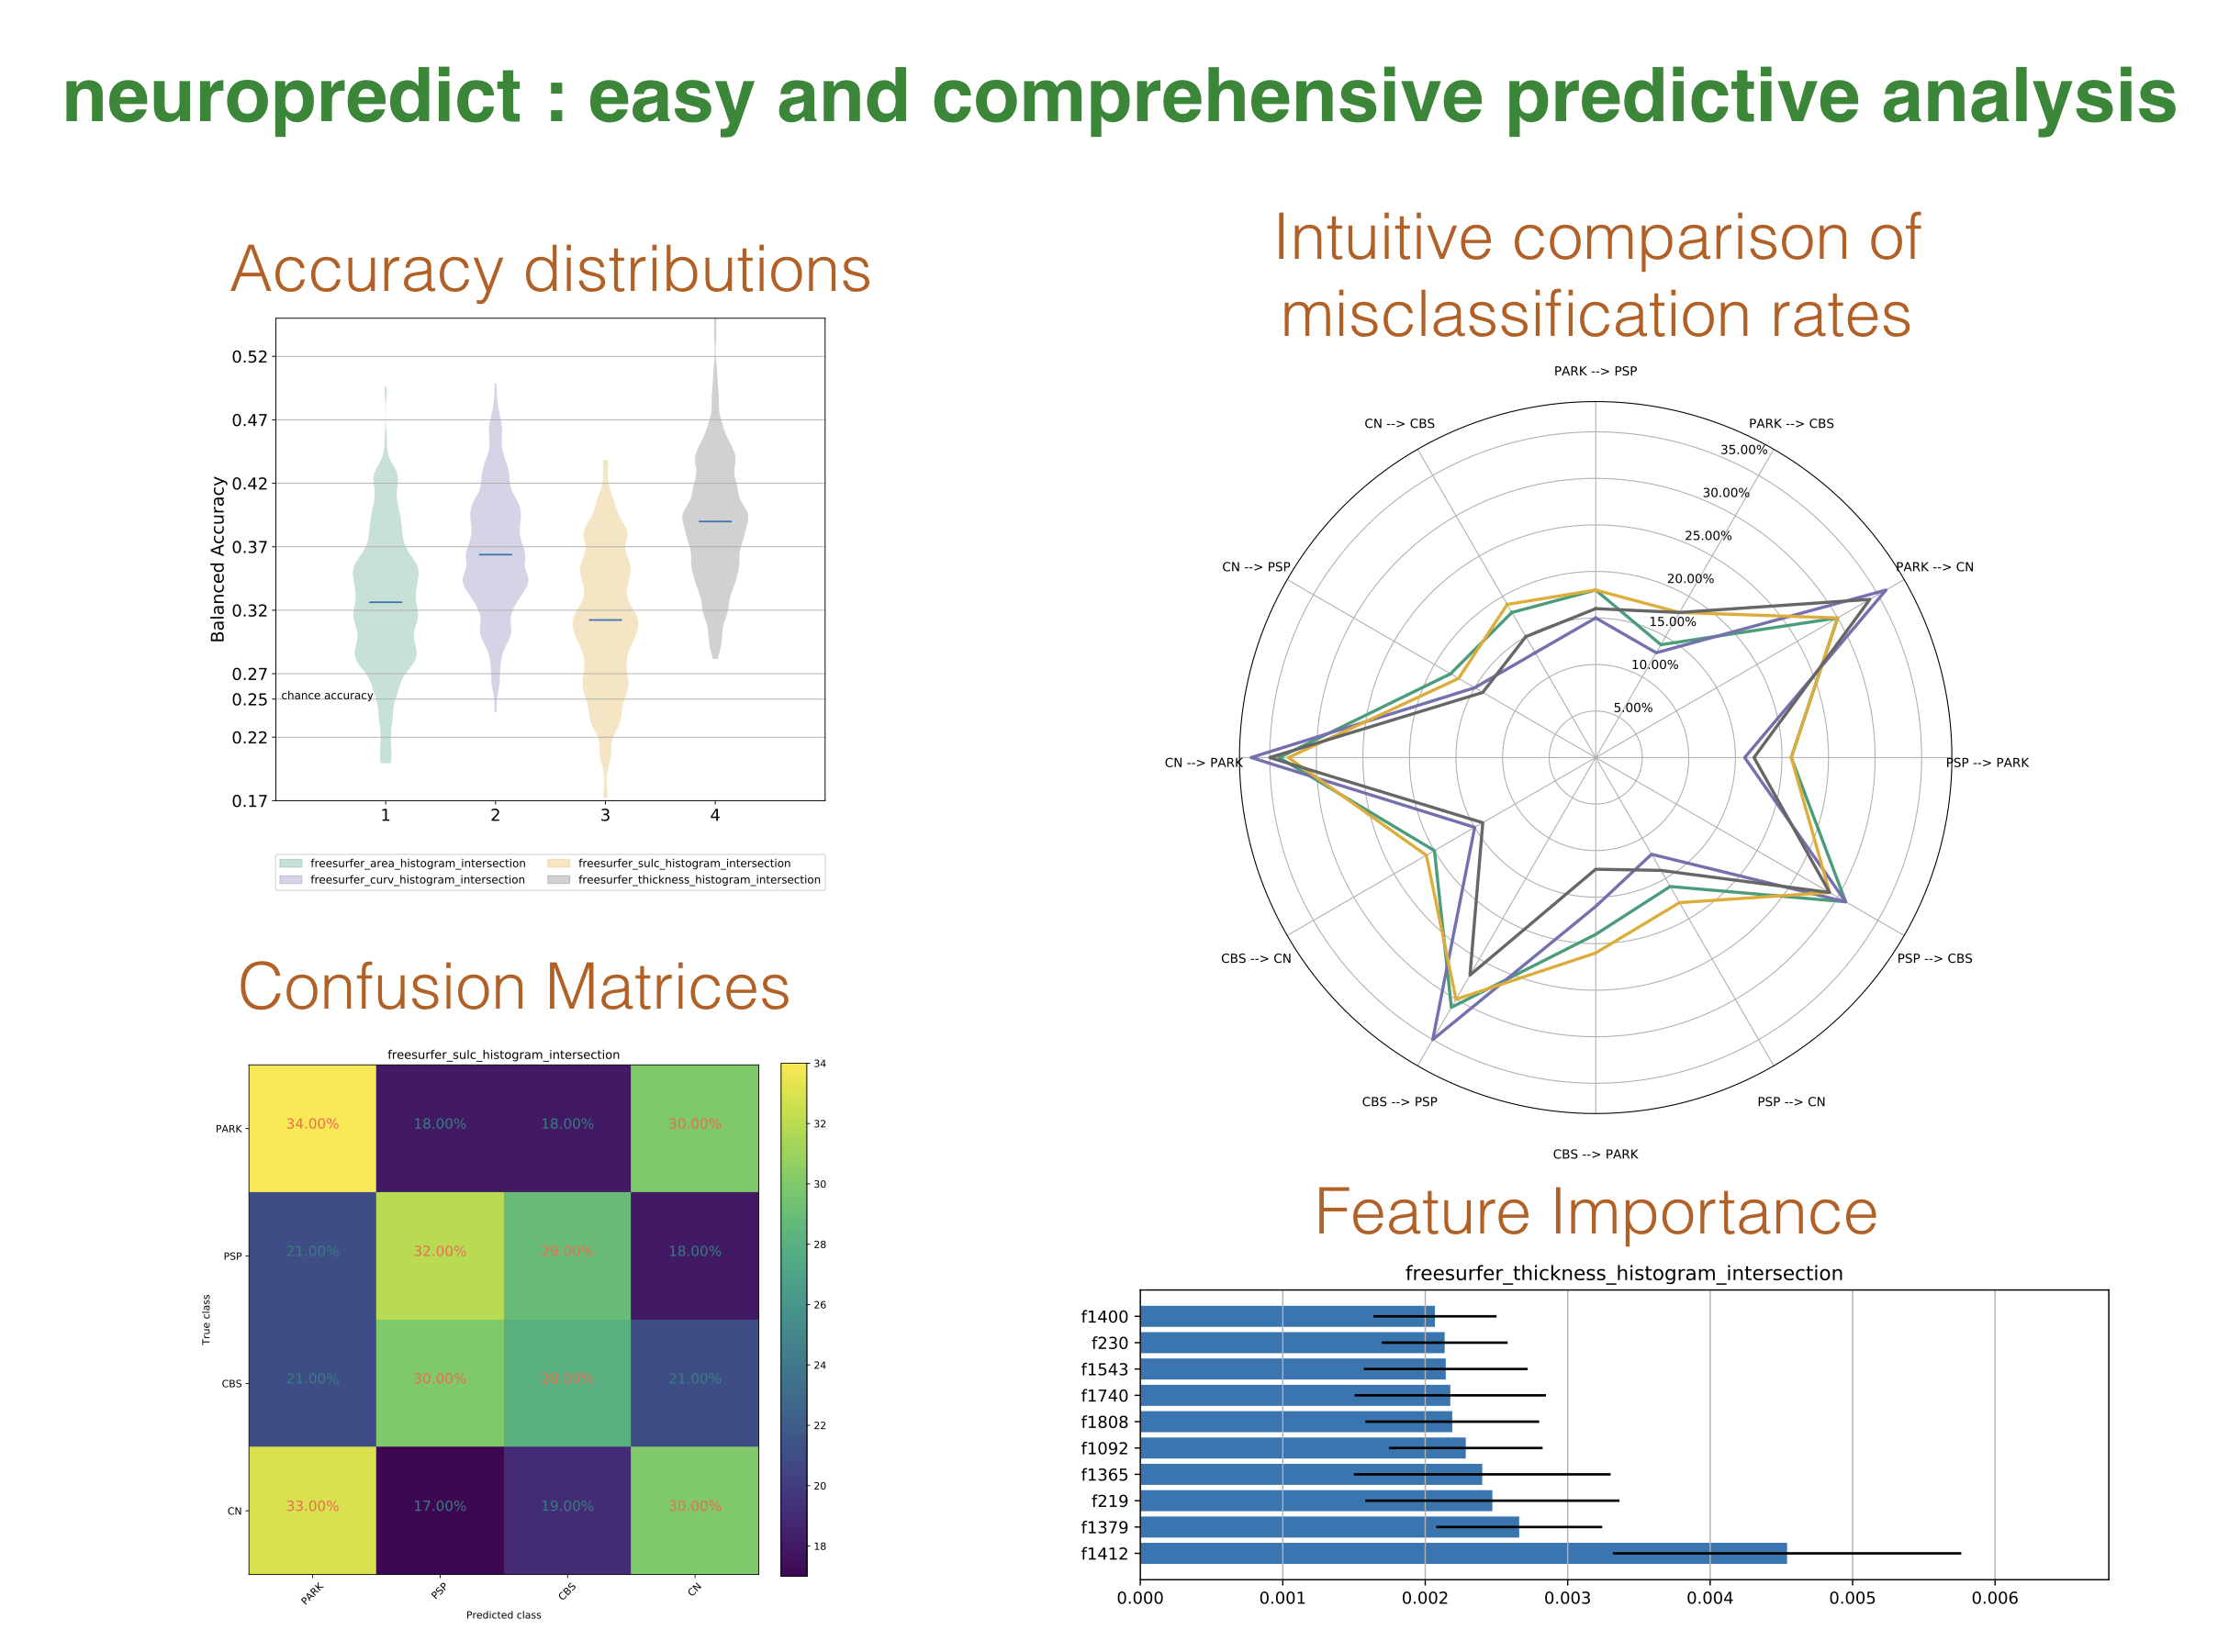 neuropredict : easy and comprehensive predictive analysis
Accuracy distributions
0.52
0.47
0.42
0.37
0.32
0.27
0.25
0.22
0.17
Balanced Accuracy
chance accuracy
1 2 3 4
freesurfer_area_histogram_intersection freesurfer_sulc_histogram_intersection
freesurfer_curv_histogram_intersection freesurfer_thickness_histogram_intersection
Intuitive comparison of
misclassification rates
PARK --> PSP
CN --> CBS PARK --> CBS
35.00%
30.00%
25.00%
CN --> PSP PARK --> CN
20.00%
15.00%
10.00%
5.00%
CN --> PARK PSP --> PARK
CBS --> CN PSP --> CBS
CBS --> PSP PSP --> CN
CBS --> PARK
Confusion Matrices
freesurfer_sulc_histogram_intersection
PARK 34.00% 18.00% 18.00% 30.00%
PSP 21.00% 32.00% 29.00% 18.00%
CBS 21.00% 30.00% 28.00% 21.00%
CN 33.00% 17.00% 19.00% 30.00%
True class
PARK PSP CBS CN
Predicted class
34
32
30
28
26
24
22
20
18
Feature Importance
freesurfer_thickness_histogram_intersection
f1400
f230
f1543
f1740
f1808
f1092
f1365
f219
f1379
f1412
0.000 0.001 0.002 0.003 0.004 0.005 0.006